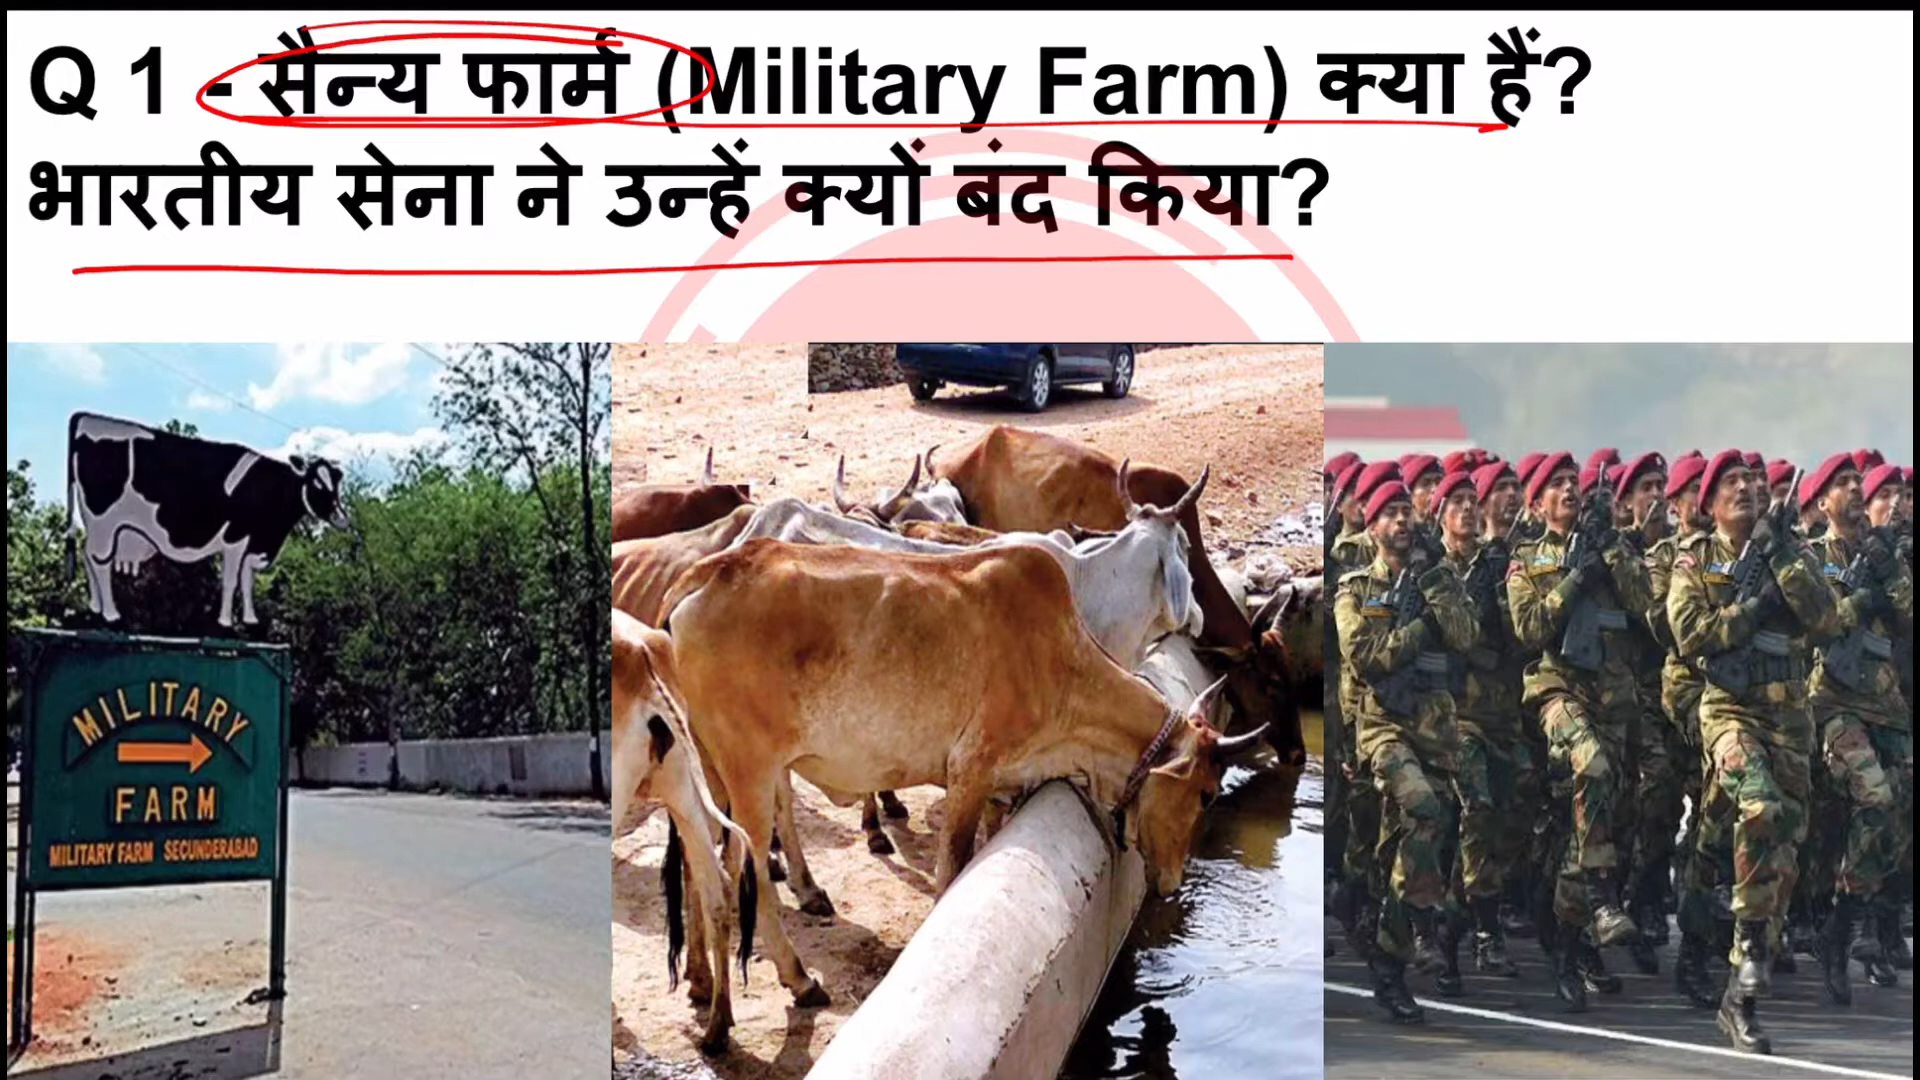 Q 1 - सैन्य फार्म (Military Farm) क्या हैं?
भारतीय सेना ने उन्हें क्यों बंद किया?
MILITARY
FARM
MILITARY FARM SECUNDERABAD